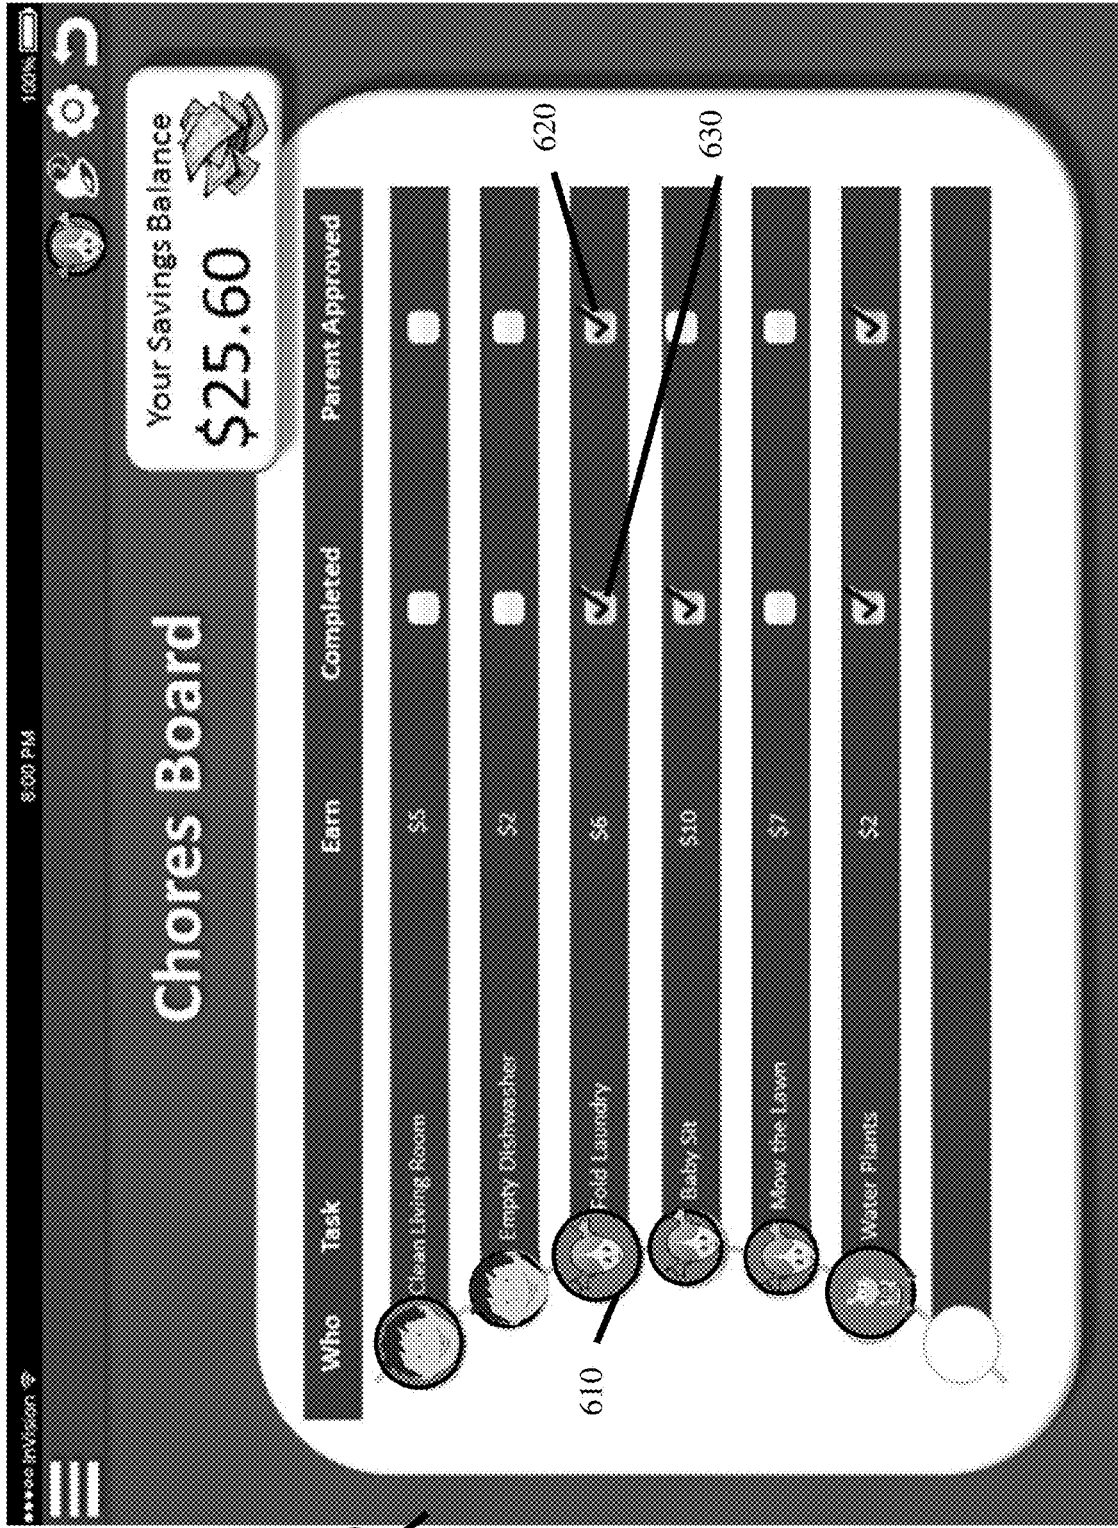 InVision 8:00 PM 100%
Chores Board
Your Savings Balance
$25.60
Who Task Earn Completed Parent Approved
Clean Living Room $5
Empty Dishwasher $2
Fold Laundry $6
Baby Sit $10
Mow the Lawn $7
Water Plants $2
610
620
630